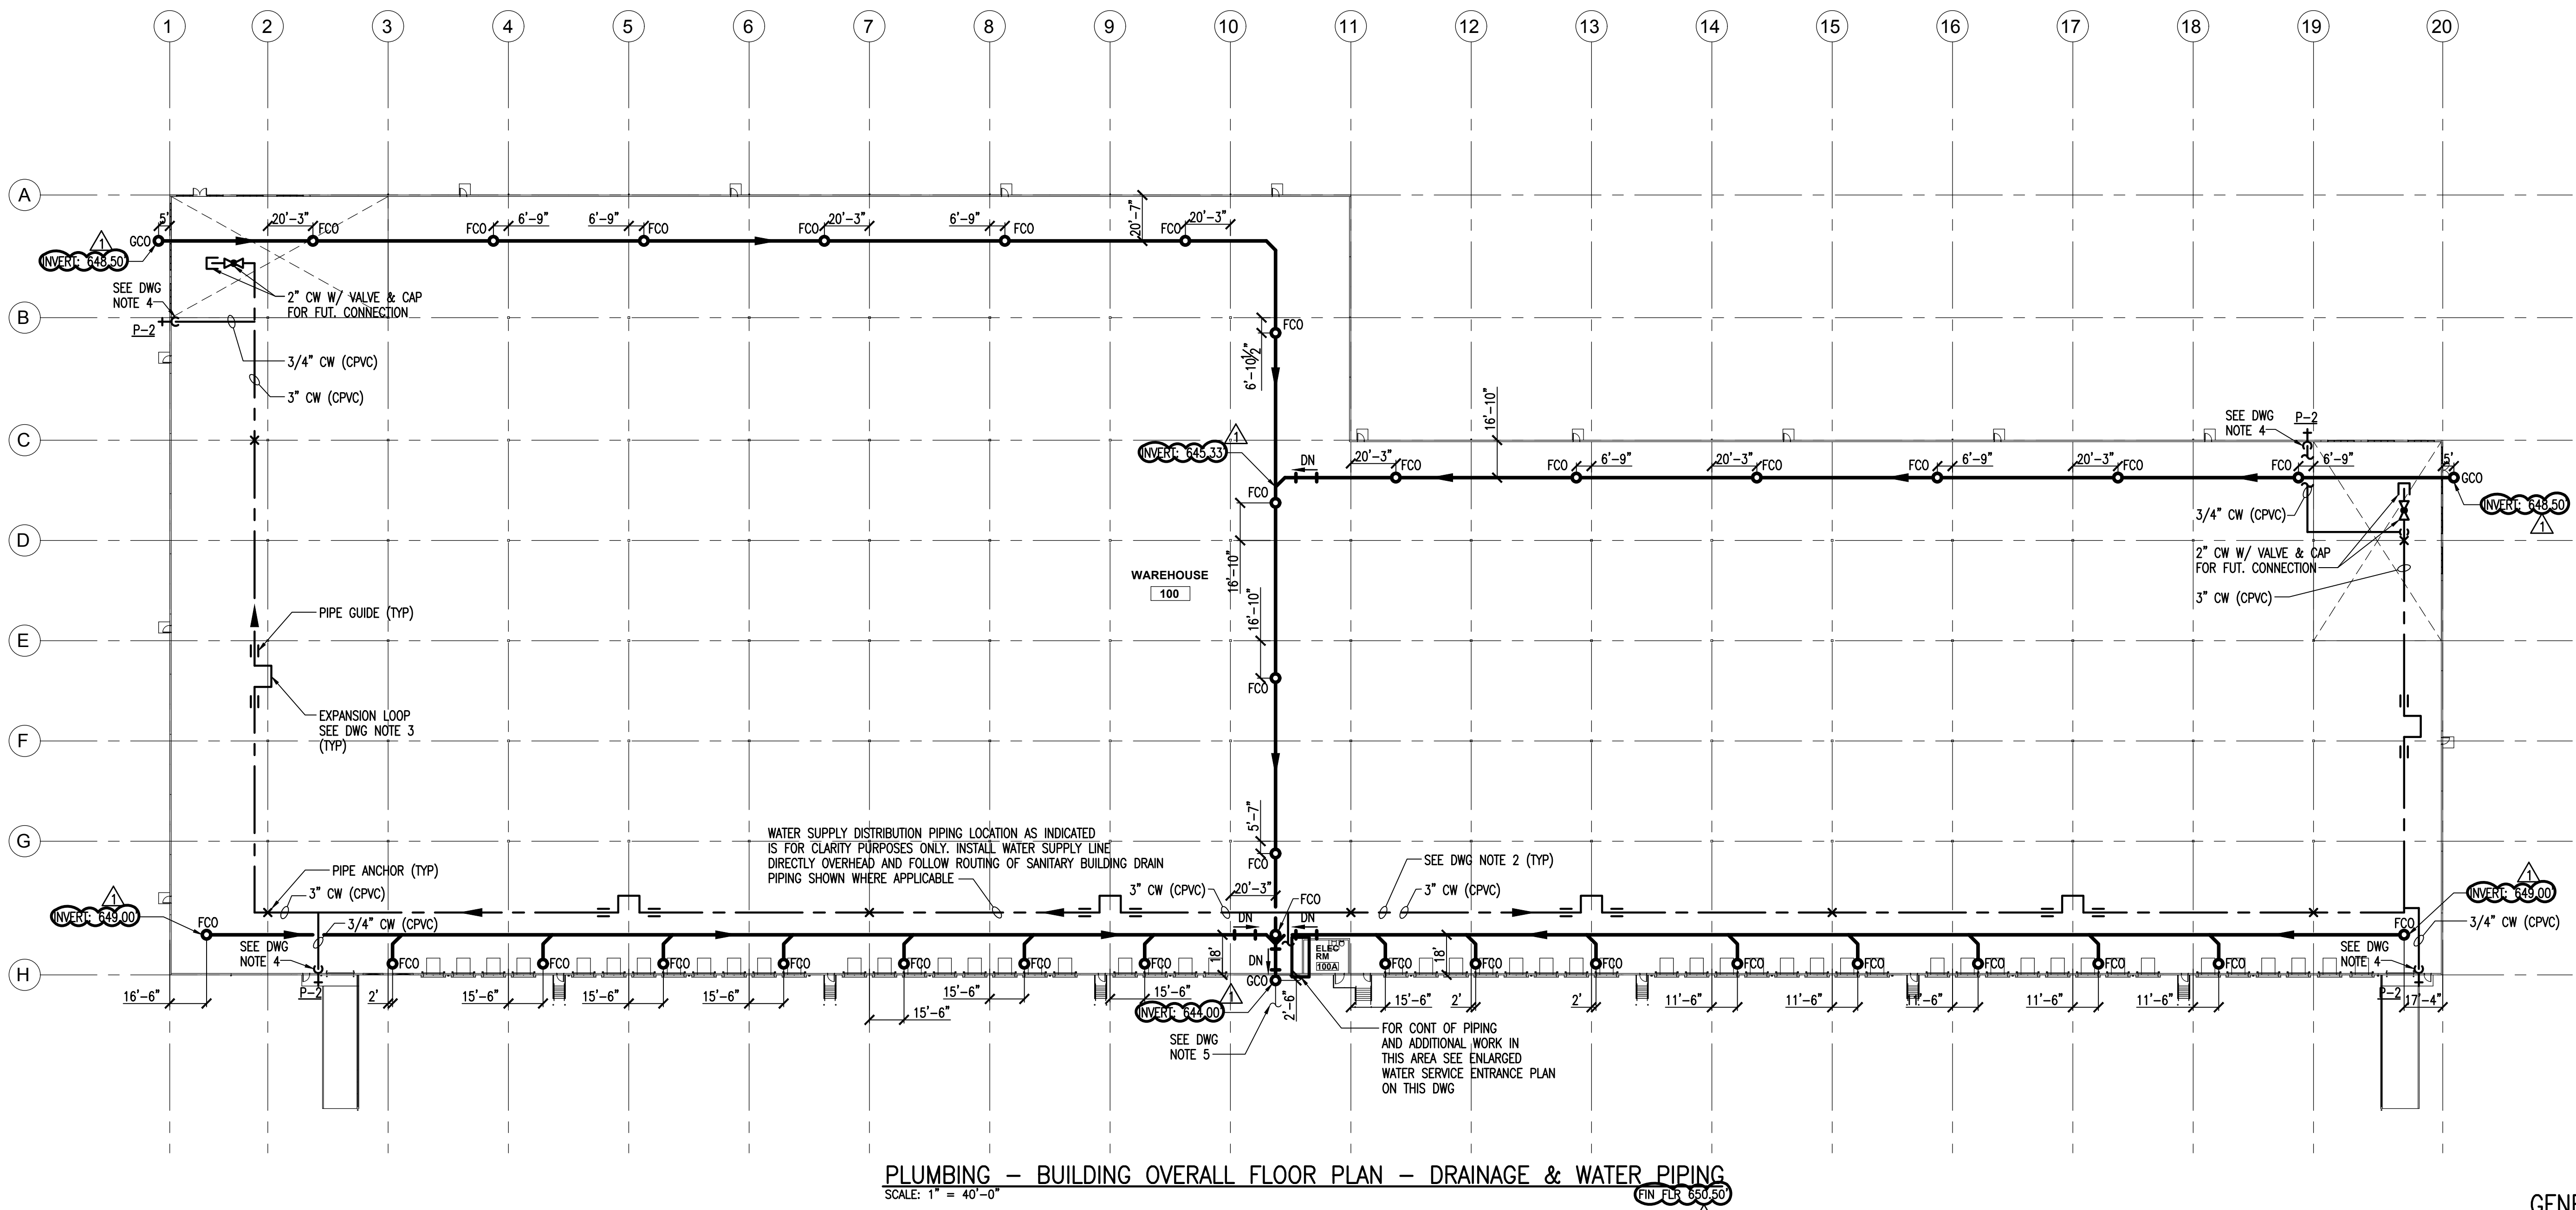 1 2 3 4 5 6 7 8 9 10 11 12 13 14 15 16 17 18 19 20
A
5' 20'-3" 6'-9" 6'-9" 20'-3" 6'-9" 20'-7" 20'-3"
GCO FCO FCO FCO FCO FCO FCO
1
INVERT: 648.50'
SEE DWG
NOTE 4
2" CW W/ VALVE & CAP
FOR FUT. CONNECTION
B
P-2
FCO
6'-10 1/2"
3/4" CW (CPVC)
3" CW (CPVC)
C
16'-10"
SEE DWG
NOTE 4
P-2
1
INVERT: 645.33'
DN
20'-3" 6'-9" 20'-3" 6'-9" 20'-3" 6'-9" 5'
FCO FCO FCO FCO FCO FCO GCO
FCO
INVERT: 648.50'
1
3/4" CW (CPVC)
D
16'-10"
2" CW W/ VALVE & CAP
FOR FUT. CONNECTION
WAREHOUSE
100
3" CW (CPVC)
16'-10"
PIPE GUIDE (TYP)
E
FCO
EXPANSION LOOP
SEE DWG NOTE 3
(TYP)
F
5'-7"
G
WATER SUPPLY DISTRIBUTION PIPING LOCATION AS INDICATED
IS FOR CLARITY PURPOSES ONLY. INSTALL WATER SUPPLY LINE
DIRECTLY OVERHEAD AND FOLLOW ROUTING OF SANITARY BUILDING DRAIN
PIPING SHOWN WHERE APPLICABLE
FCO
SEE DWG NOTE 2 (TYP)
PIPE ANCHOR (TYP)
3" CW (CPVC)
3" CW (CPVC)
20'-3"
3" CW (CPVC)
1
INVERT: 649.00'
FCO
3/4" CW (CPVC)
FCO
DN DN
1
INVERT: 649.00'
FCO
3/4" CW (CPVC)
SEE DWG
NOTE 4
18'
DN
ELEC
RM
100A
18'
SEE DWG
NOTE 4
H
FCO FCO FCO FCO FCO FCO FCO FCO FCO FCO FCO FCO FCO FCO FCO
P-2
GCO
1
P-2
16'-6" 2' 15'-6" 15'-6" 15'-6" 15'-6" 15'-6" 15'-6" 2'-6" 15'-6" 2' 2' 11'-6" 11'-6" 11'-6" 11'-6" 11'-6" 17'-4"
INVERT: 644.00'
SEE DWG
NOTE 5
FOR CONT OF PIPING
AND ADDITIONAL WORK IN
THIS AREA SEE ENLARGED
WATER SERVICE ENTRANCE PLAN
ON THIS DWG
PLUMBING - BUILDING OVERALL FLOOR PLAN - DRAINAGE & WATER PIPING
SCALE: 1" = 40'-0"
FIN FLR 650.50'